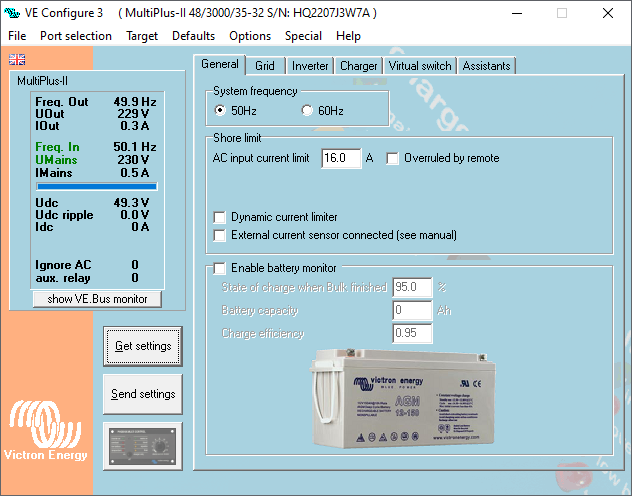 VE Configure 3    ( MultiPlus-II 48/3000/35-32 S/N: HQ2207J3W7A )
File Port selection Target Defaults Options Special Help
MultiPlus-II
Freq. Out 49.9 Hz
UOut 229 V
IOut 0.3 A
Freq. In 50.1 Hz
UMains 230 V
IMains 0.5 A
Udc 49.3 V
Udc ripple 0.0 V
Idc 0 A
Ignore AC 0
aux. relay 0
show VE.Bus monitor
Get settings
Send settings
Victron Energy
General Grid Inverter Charger Virtual switch Assistants
System frequency
50Hz 60Hz
Shore limit
AC input current limit 16.0 A Overruled by remote
Dynamic current limiter
External current sensor connected (see manual)
Enable battery monitor
State of charge when Bulk finished 95.0 %
Battery capacity 0 Ah
Charge efficiency 0.95
victron energy
BLUE POWER
AGM
12-150
www.victronenergy.com